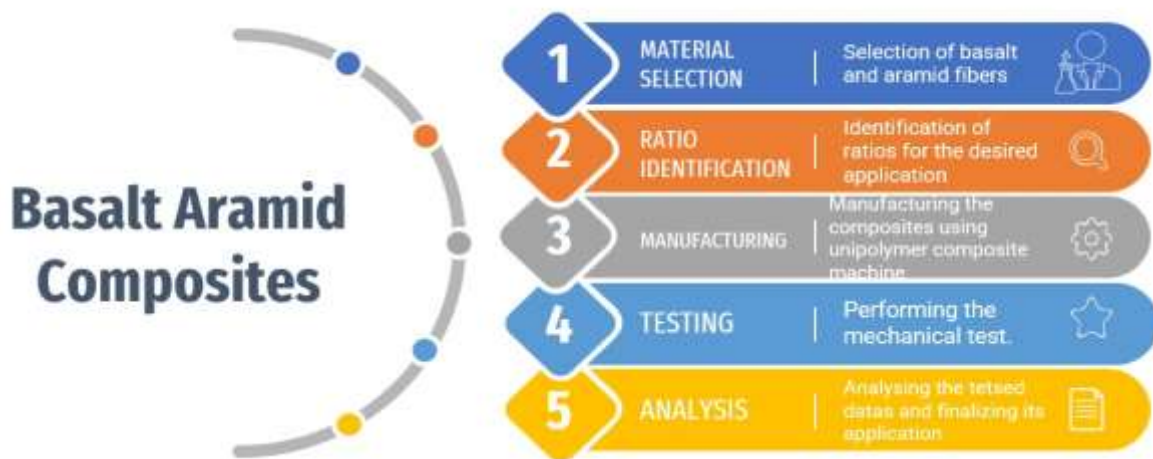 Basalt Aramid
Composites
1
MATERIAL
SELECTION
Selection of basalt
and aramid fibers
2
RATIO
IDENTIFICATION
Identification of
ratios for the desired
application
3
MANUFACTURING
Manufacturing the
composites using
unipolymer composite
machine
4
TESTING
Performing the
mechanical test.
5
ANALYSIS
Analysing the tetsed
datas and finalizing its
application